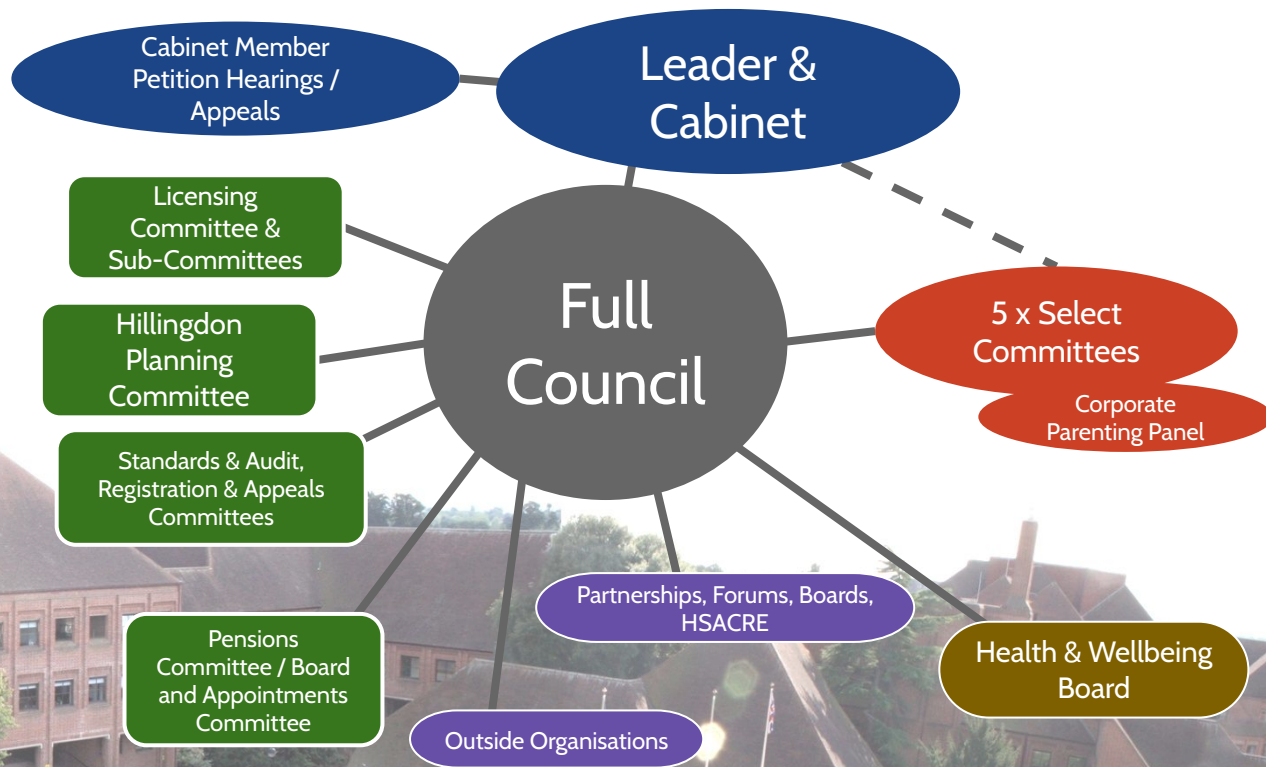 Cabinet Member
Petition Hearings /
Appeals
Leader &
Cabinet
Licensing
Committee &
Sub-Committees
Full
Council
5 x Select
Committees
Hillingdon
Planning
Committee
Corporate
Parenting Panel
Standards & Audit,
Registration & Appeals
Committees
Partnerships, Forums, Boards,
HSACRE
Pensions
Committee / Board
and Appointments
Committee
Health & Wellbeing
Board
Outside Organisations